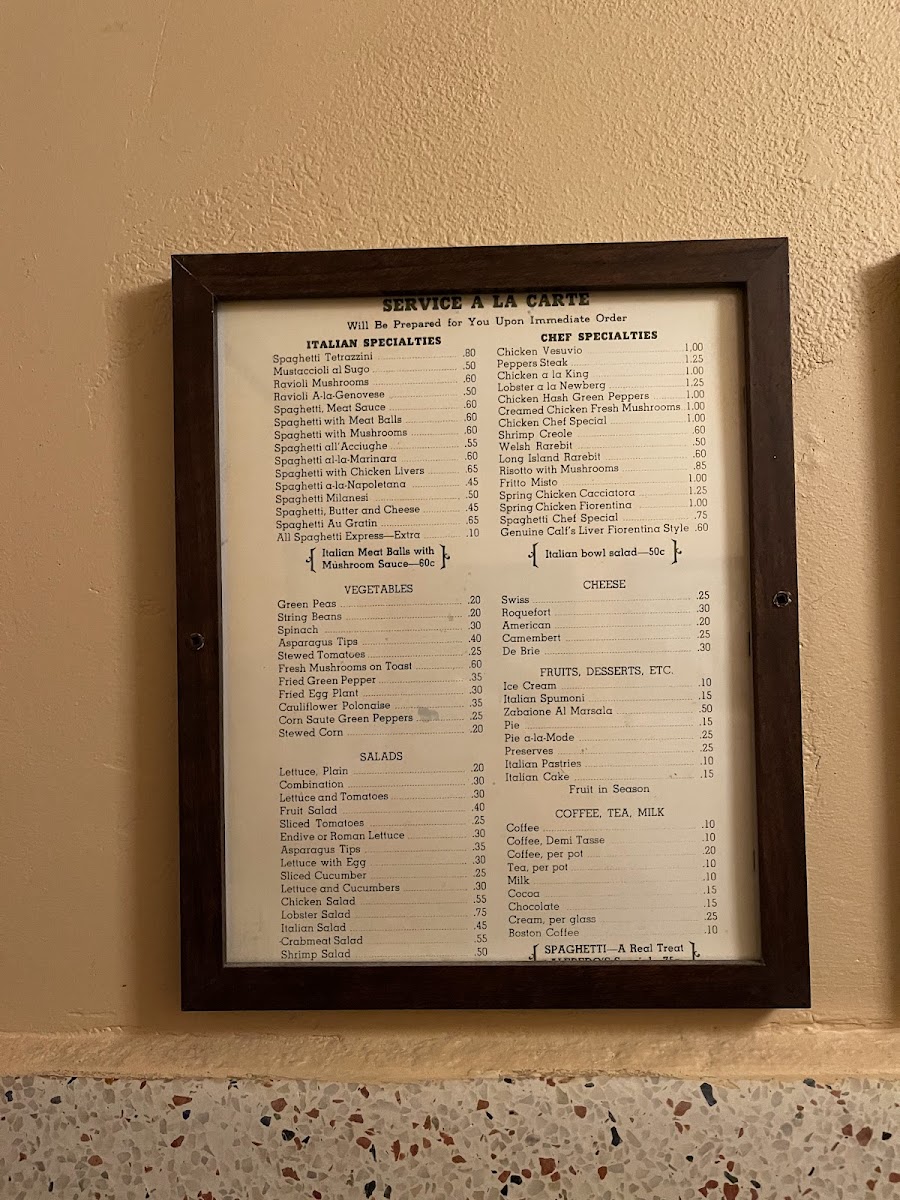 SERVICE A LA CARTE
Will Be Prepared for You Upon Immediate Order
ITALIAN SPECIALTIES
Spaghetti Tetrazzini .80
Mustaccioli al Sugo .50
Ravioli Mushrooms .60
Ravioli A-la-Genovese .50
Spaghetti, Meat Sauce .60
Spaghetti with Meat Balls .60
Spaghetti with Mushrooms .60
Spaghetti all'Acciughe .55
Spaghetti al-la-Marinara .60
Spaghetti with Chicken Livers .65
Spaghetti a-la-Napoletana .45
Spaghetti Milanesi .50
Spaghetti, Butter and Cheese .45
Spaghetti Au Gratin .65
All Spaghetti Express—Extra .10
Italian Meat Balls with
Mushroom Sauce—60c
VEGETABLES
Green Peas .20
String Beans .20
Spinach .30
Asparagus Tips .40
Stewed Tomatoes .25
Fresh Mushrooms on Toast .60
Fried Green Pepper .35
Fried Egg Plant .30
Cauliflower Polonaise .35
Corn Saute Green Peppers .25
Stewed Corn .20
SALADS
Lettuce, Plain .20
Combination .30
Lettuce and Tomatoes .30
Fruit Salad .40
Sliced Tomatoes .25
Endive or Roman Lettuce .30
Asparagus Tips .35
Lettuce with Egg .30
Sliced Cucumber .25
Lettuce and Cucumbers .30
Chicken Salad .55
Lobster Salad .75
Italian Salad .45
Crabmeat Salad .55
Shrimp Salad .50
CHEF SPECIALTIES
Chicken Vesuvio 1.00
Peppers Steak 1.25
Chicken a la King 1.00
Lobster a la Newberg 1.25
Chicken Hash Green Peppers 1.00
Creamed Chicken Fresh Mushrooms 1.00
Chicken Chef Special 1.00
Shrimp Creole .60
Welsh Rarebit .50
Long Island Rarebit .60
Risotto with Mushrooms .85
Fritto Misto 1.00
Spring Chicken Cacciatora 1.25
Spring Chicken Fiorentina 1.00
Spaghetti Chef Special .75
Genuine Calf's Liver Fiorentina Style .60
Italian bowl salad—50c
CHEESE
Swiss .25
Roquefort .30
American .20
Camembert .25
De Brie .30
FRUITS, DESSERTS, ETC.
Ice Cream .10
Italian Spumoni .15
Zabaione Al Marsala .50
Pie .15
Pie a-la-Mode .25
Preserves .25
Italian Pastries .10
Italian Cake .15
Fruit in Season
COFFEE, TEA, MILK
Coffee .10
Coffee, Demi Tasse .10
Coffee, per pot .20
Tea, per pot .10
Milk .10
Cocoa .15
Chocolate .15
Cream, per glass .25
Boston Coffee .10
SPAGHETTI—A Real Treat